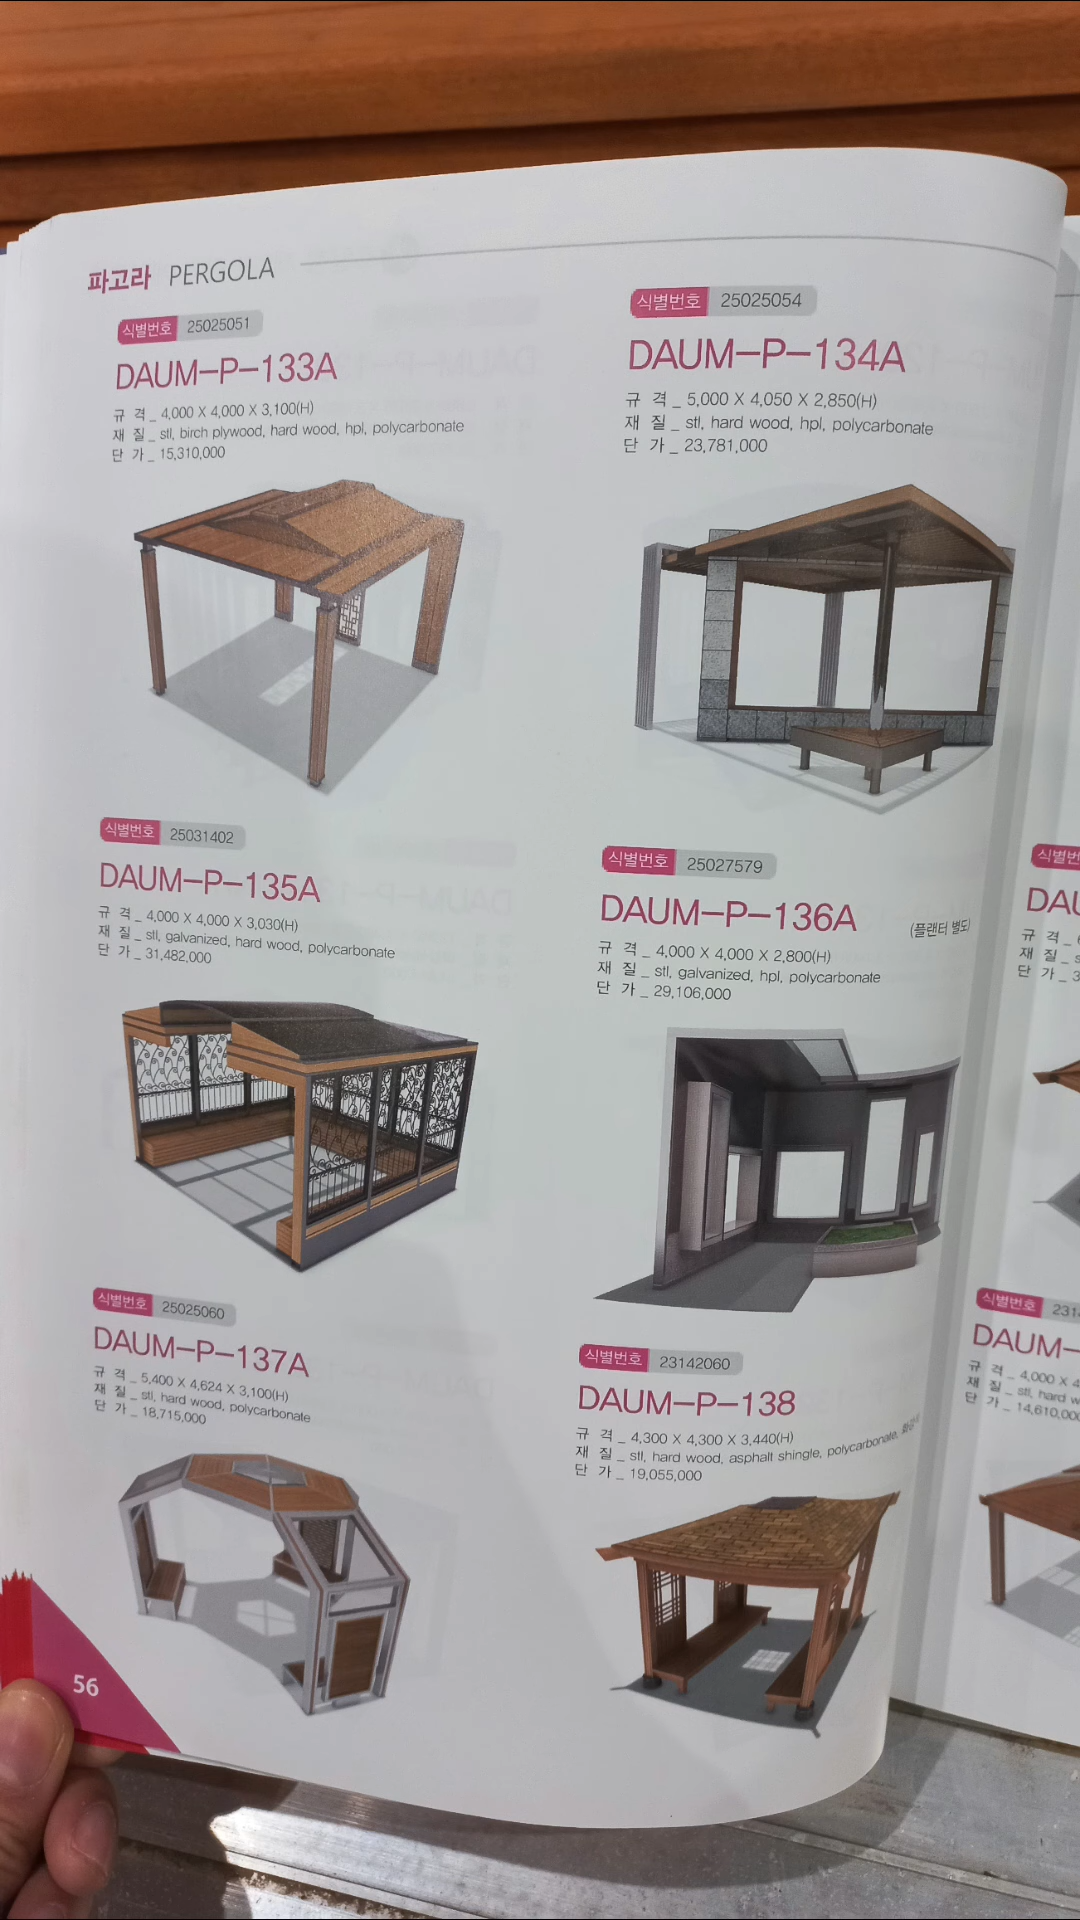 파고라 PERGOLA
식별번호 25025051
DAUM-P-133A
규 격 _ 4,000 X 4,000 X 3,100(H)
재 질 _ stl, birch plywood, hard wood, hpl, polycarbonate
단 가 _ 15,310,000
식별번호 25025054
DAUM-P-134A
규 격 _ 5,000 X 4,050 X 2,850(H)
재 질 _ stl, hard wood, hpl, polycarbonate
단 가 _ 23,781,000
식별번호 25031402
DAUM-P-135A
규 격 _ 4,000 X 4,000 X 3,030(H)
재 질 _ stl, galvanized, hard wood, polycarbonate
단 가 _ 31,482,000
식별번호 25027579
DAUM-P-136A (플랜터 별도)
규 격 _ 4,000 X 4,000 X 2,800(H)
재 질 _ stl, galvanized, hpl, polycarbonate
단 가 _ 29,106,000
식별번호 25025060
DAUM-P-137A
규 격 _ 5,400 X 4,624 X 3,100(H)
재 질 _ stl, hard wood, polycarbonate
단 가 _ 18,715,000
식별번호 23142060
DAUM-P-138
규 격 _ 4,300 X 4,300 X 3,440(H)
재 질 _ stl, hard wood, asphalt shingle, polycarbonate,
단 가 _ 19,055,000
56
식별번
DAU
규 격 _
재 질 _
단 가 _
식별번호 231
DAUM-
규 격 _ 4,000 X
재 질 _ stl, hard
단 가 _ 14,610,000